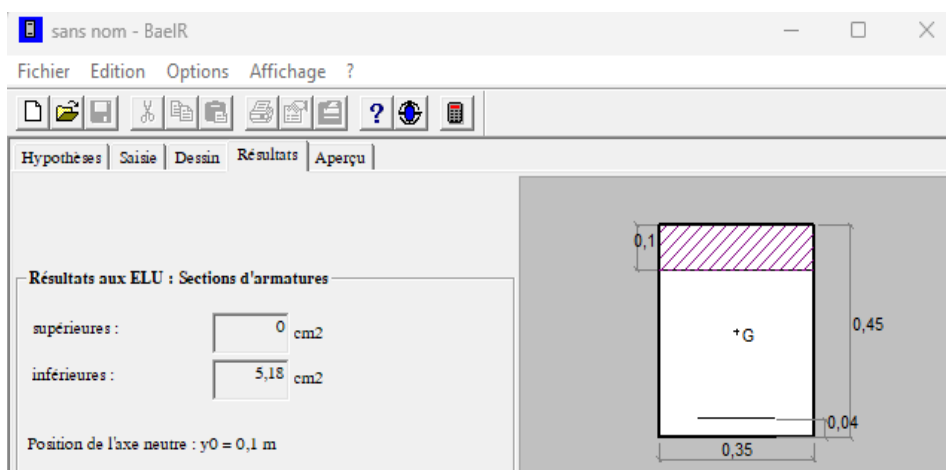 sans nom - BaelR
Fichier Edition Options Affichage ?
Hypothèses Saisie Dessin Résultats Aperçu
Résultats aux ELU : Sections d'armatures
supérieures : 0 cm2
inférieures : 5,18 cm2
Position de l'axe neutre : y0 = 0,1 m
0,1
G
0,45
0,04
0,35